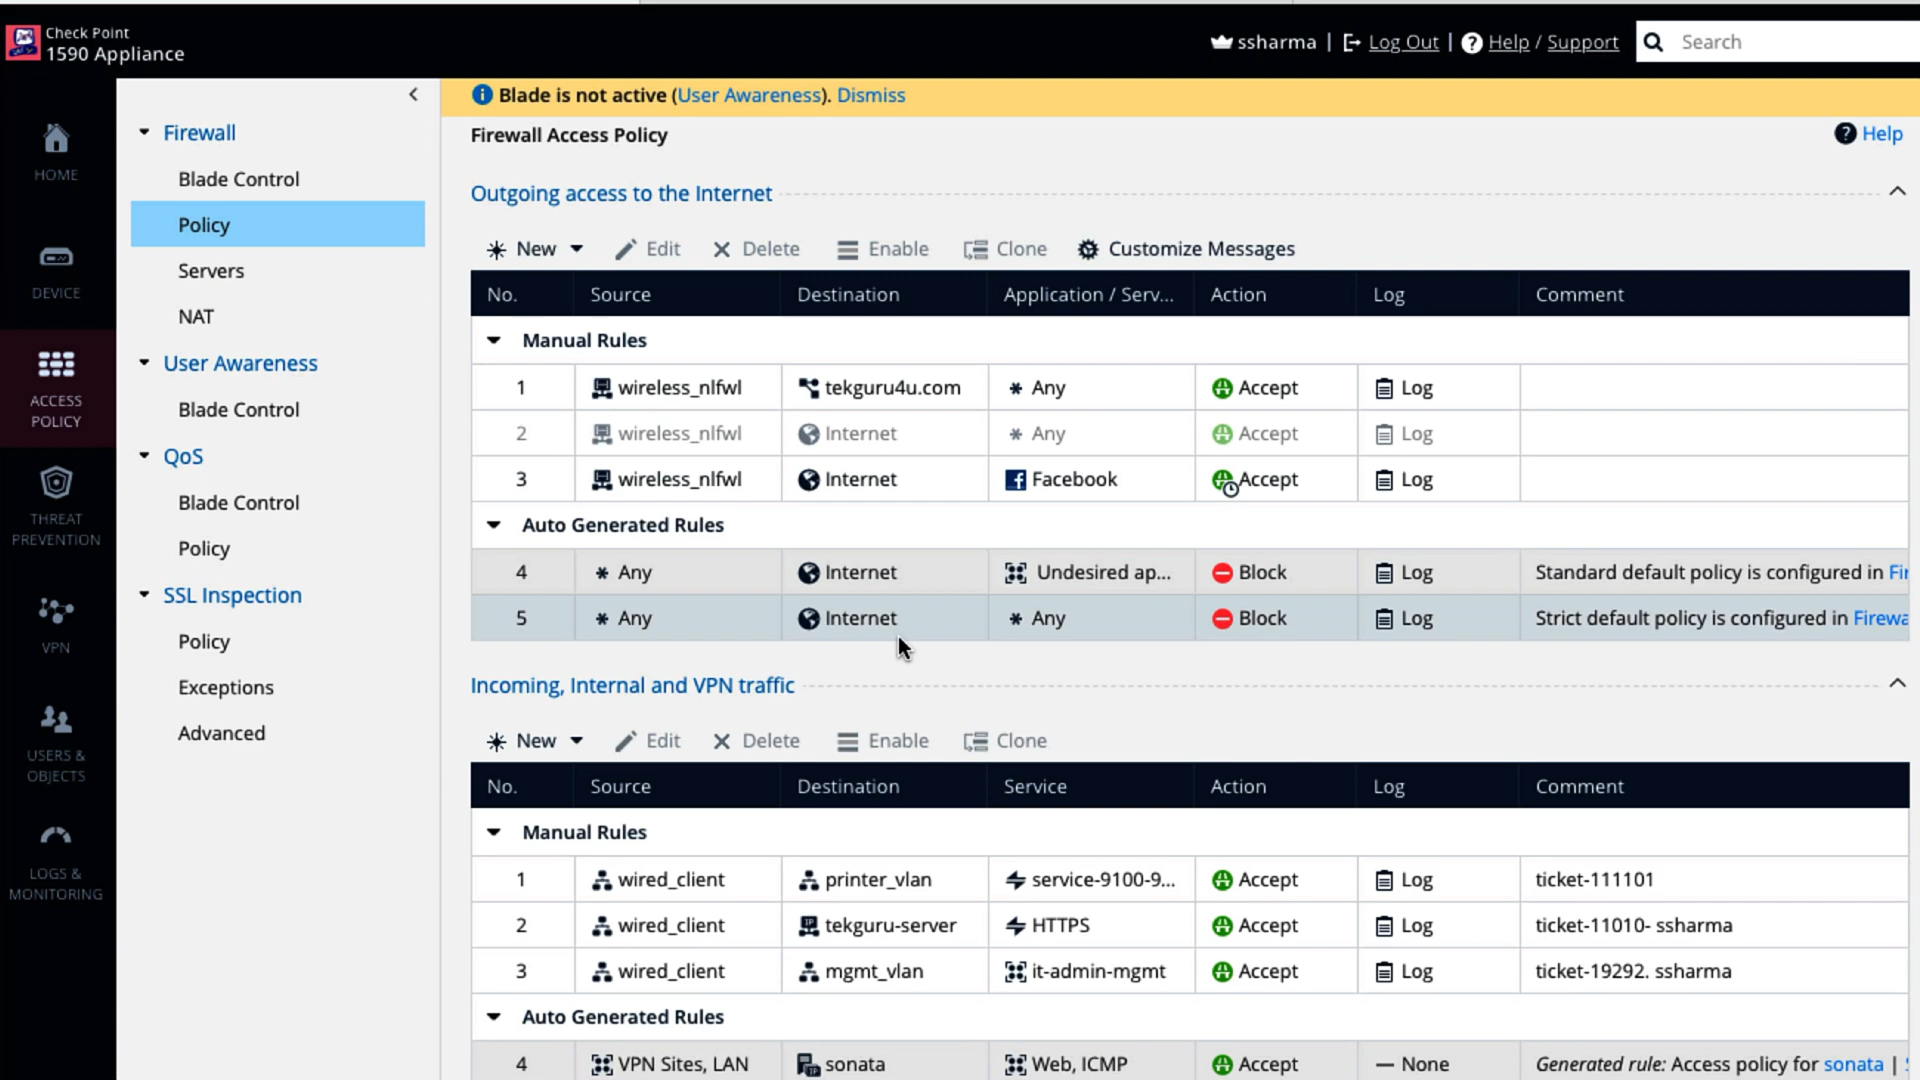 Check Point
1590 Appliance
ssharma | Log Out | Help / Support Search
Blade is not active (User Awareness). Dismiss
Firewall Access Policy
Help
HOME
DEVICE
ACCESS
POLICY
THREAT
PREVENTION
VPN
USERS &
OBJECTS
LOGS &
MONITORING
Firewall
Blade Control
Policy
Servers
NAT
User Awareness
Blade Control
QoS
Blade Control
Policy
SSL Inspection
Policy
Exceptions
Advanced
Outgoing access to the Internet
New Edit Delete Enable Clone Customize Messages
No. Source Destination Application / Serv... Action Log Comment
Manual Rules
1 wireless_nlfwl tekguru4u.com * Any Accept Log
2 wireless_nlfwl Internet * Any Accept Log
3 wireless_nlfwl Internet Facebook Accept Log
Auto Generated Rules
4 * Any Internet Undesired ap... Block Log Standard default policy is configured in Fir
5 * Any Internet * Any Block Log Strict default policy is configured in Firewa
Incoming, Internal and VPN traffic
New Edit Delete Enable Clone
No. Source Destination Service Action Log Comment
Manual Rules
1 wired_client printer_vlan service-9100-9... Accept Log ticket-111101
2 wired_client tekguru-server HTTPS Accept Log ticket-11010- ssharma
3 wired_client mgmt_vlan it-admin-mgmt Accept Log ticket-19292. ssharma
Auto Generated Rules
4 VPN Sites, LAN sonata Web, ICMP Accept — None Generated rule: Access policy for sonata |